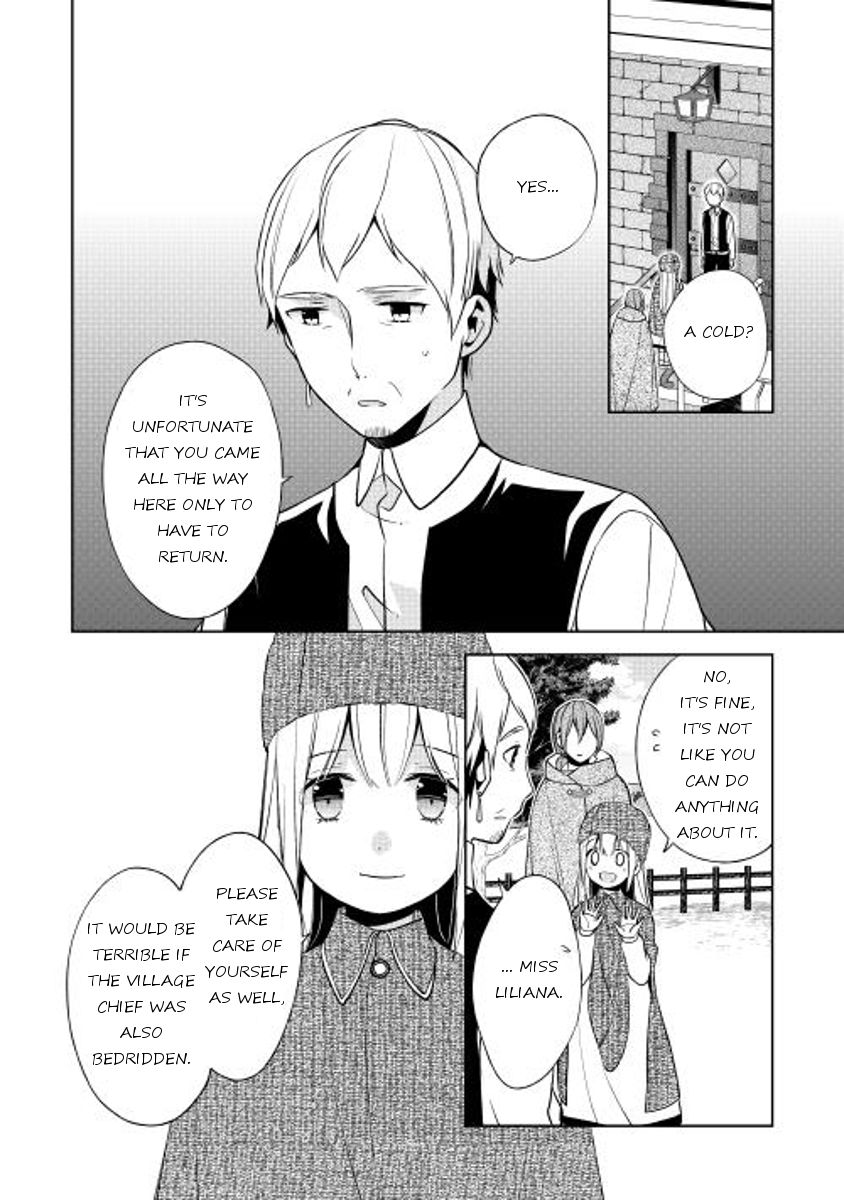 A COLD?
YES...
IT'S
UNFORTUNATE
THAT YOU CAME
ALL THE WAY
HERE ONLY TO
HAVE TO
RETURN.
NO,
IT'S FINE,
IT'S NOT
LIKE YOU
CAN DO
ANYTHING
ABOUT IT.
... MISS
LILIANA.
PLEASE
TAKE
CARE OF
YOURSELF
AS WELL,
IT WOULD BE
TERRIBLE IF
THE VILLAGE
CHIEF WAS
ALSO
BEDRIDDEN.